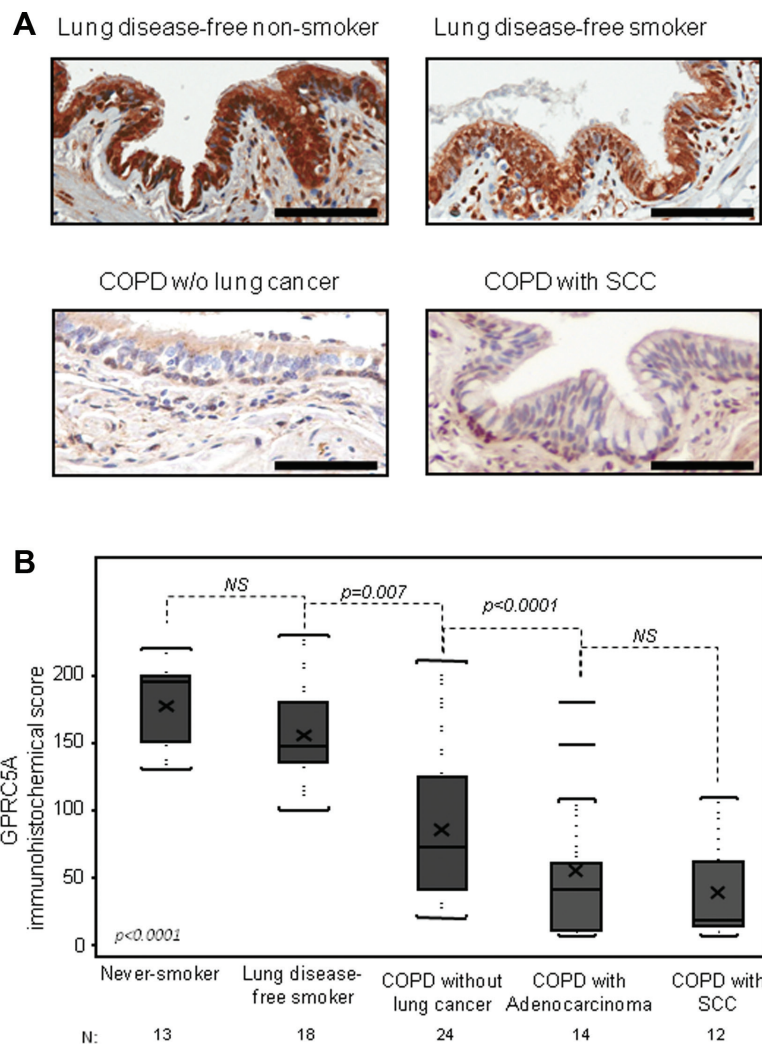 A
Lung disease-free non-smoker
Lung disease-free smoker
COPD w/o lung cancer
COPD with SCC
B
NS
p=0.007
p<0.0001
NS
GPRC5A
immunohistochemical score
200
150
100
50
0
p<0.0001
Never-smoker
Lung disease-
free smoker
COPD without
lung cancer
COPD with
Adenocarcinoma
COPD with
SCC
N: 13 18 24 14 12